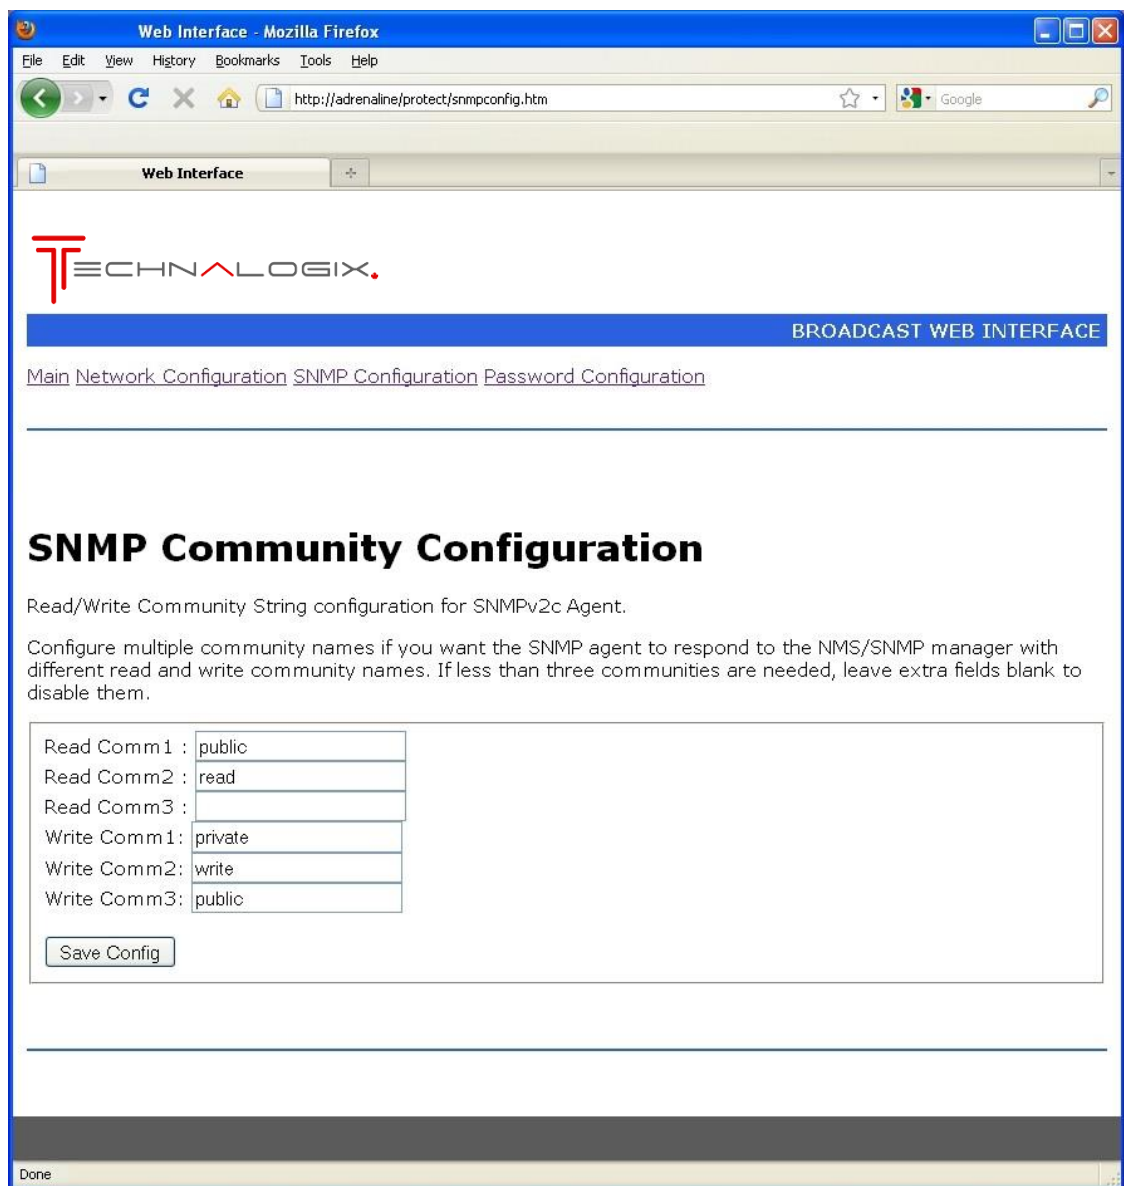 Web Interface - Mozilla Firefox
File Edit View History Bookmarks Tools Help
http://adrenaline/protect/snmpconfig.htm Google
Web Interface
TECHNALOGIX.
BROADCAST WEB INTERFACE
Main Network Configuration SNMP Configuration Password Configuration
SNMP Community Configuration
Read/Write Community String configuration for SNMPv2c Agent.
Configure multiple community names if you want the SNMP agent to respond to the NMS/SNMP manager with
different read and write community names. If less than three communities are needed, leave extra fields blank to
disable them.
Read Comm1 : public
Read Comm2 : read
Read Comm3 :
Write Comm1: private
Write Comm2: write
Write Comm3: public
Save Config
Done